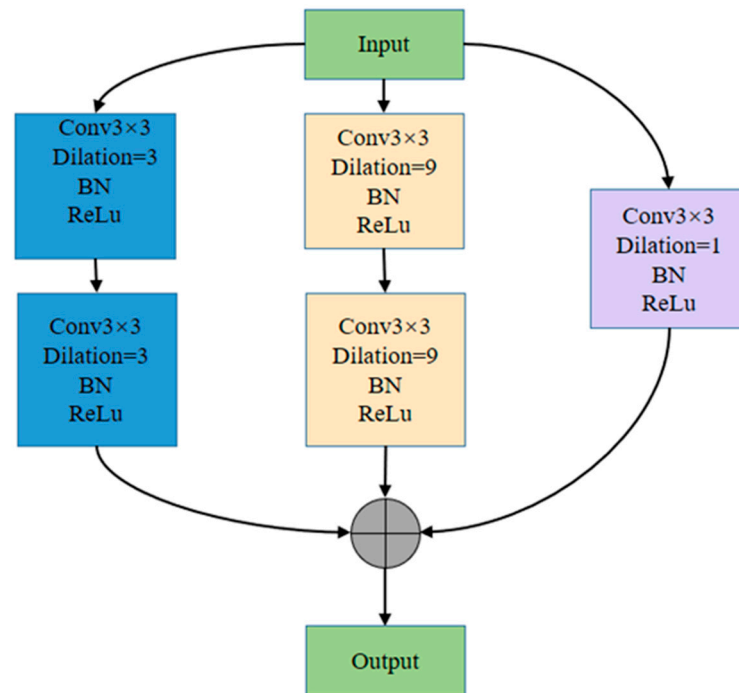 Input
Conv3×3
Dilation=3
BN
ReLu
Conv3×3
Dilation=3
BN
ReLu
Conv3×3
Dilation=9
BN
ReLu
Conv3×3
Dilation=9
BN
ReLu
Conv3×3
Dilation=1
BN
ReLu
Output